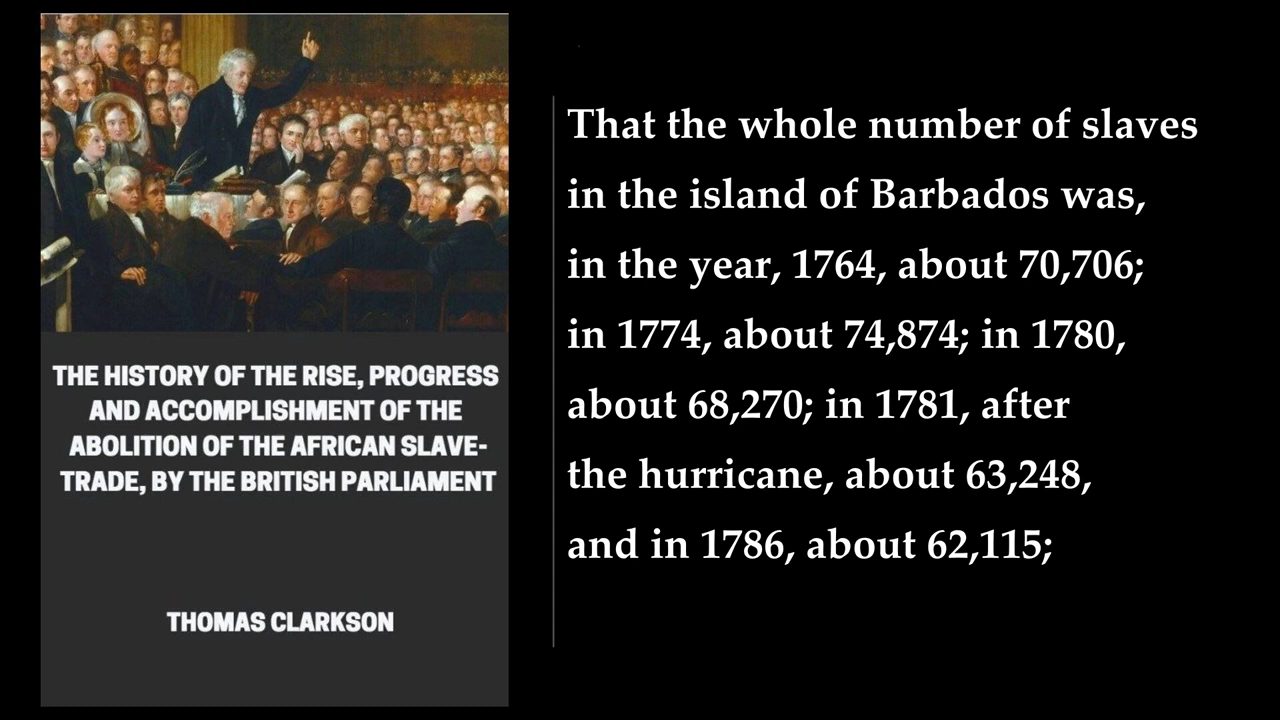 THE HISTORY OF THE RISE, PROGRESS
AND ACCOMPLISHMENT OF THE
ABOLITION OF THE AFRICAN SLAVE-
TRADE, BY THE BRITISH PARLIAMENT
THOMAS CLARKSON
That the whole number of slaves
in the island of Barbados was,
in the year, 1764, about 70,706;
in 1774, about 74,874; in 1780,
about 68,270; in 1781, after
the hurricane, about 63,248,
and in 1786, about 62,115;